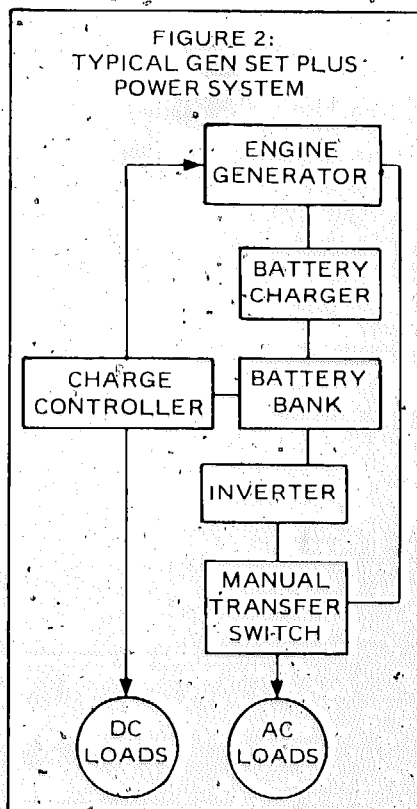 FIGURE 2:
TYPICAL GEN SET PLUS
POWER SYSTEM
ENGINE
GENERATOR
BATTERY
CHARGER
CHARGE
CONTROLLER
BATTERY
BANK
INVERTER
MANUAL
TRANSFER
SWITCH
DC
LOADS
AC
LOADS